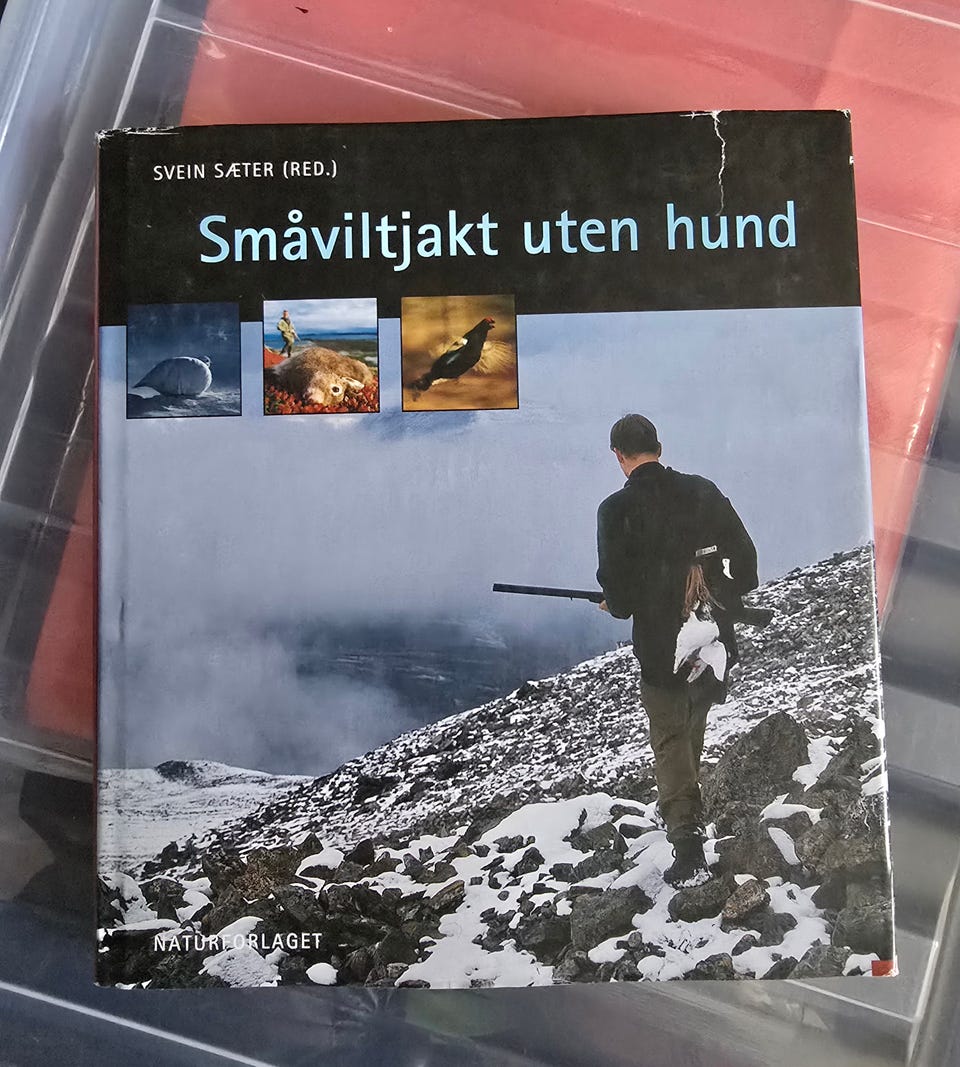 SVEIN SÆTER (RED.)
Småviltjakt uten hund
NATURFORLAGET